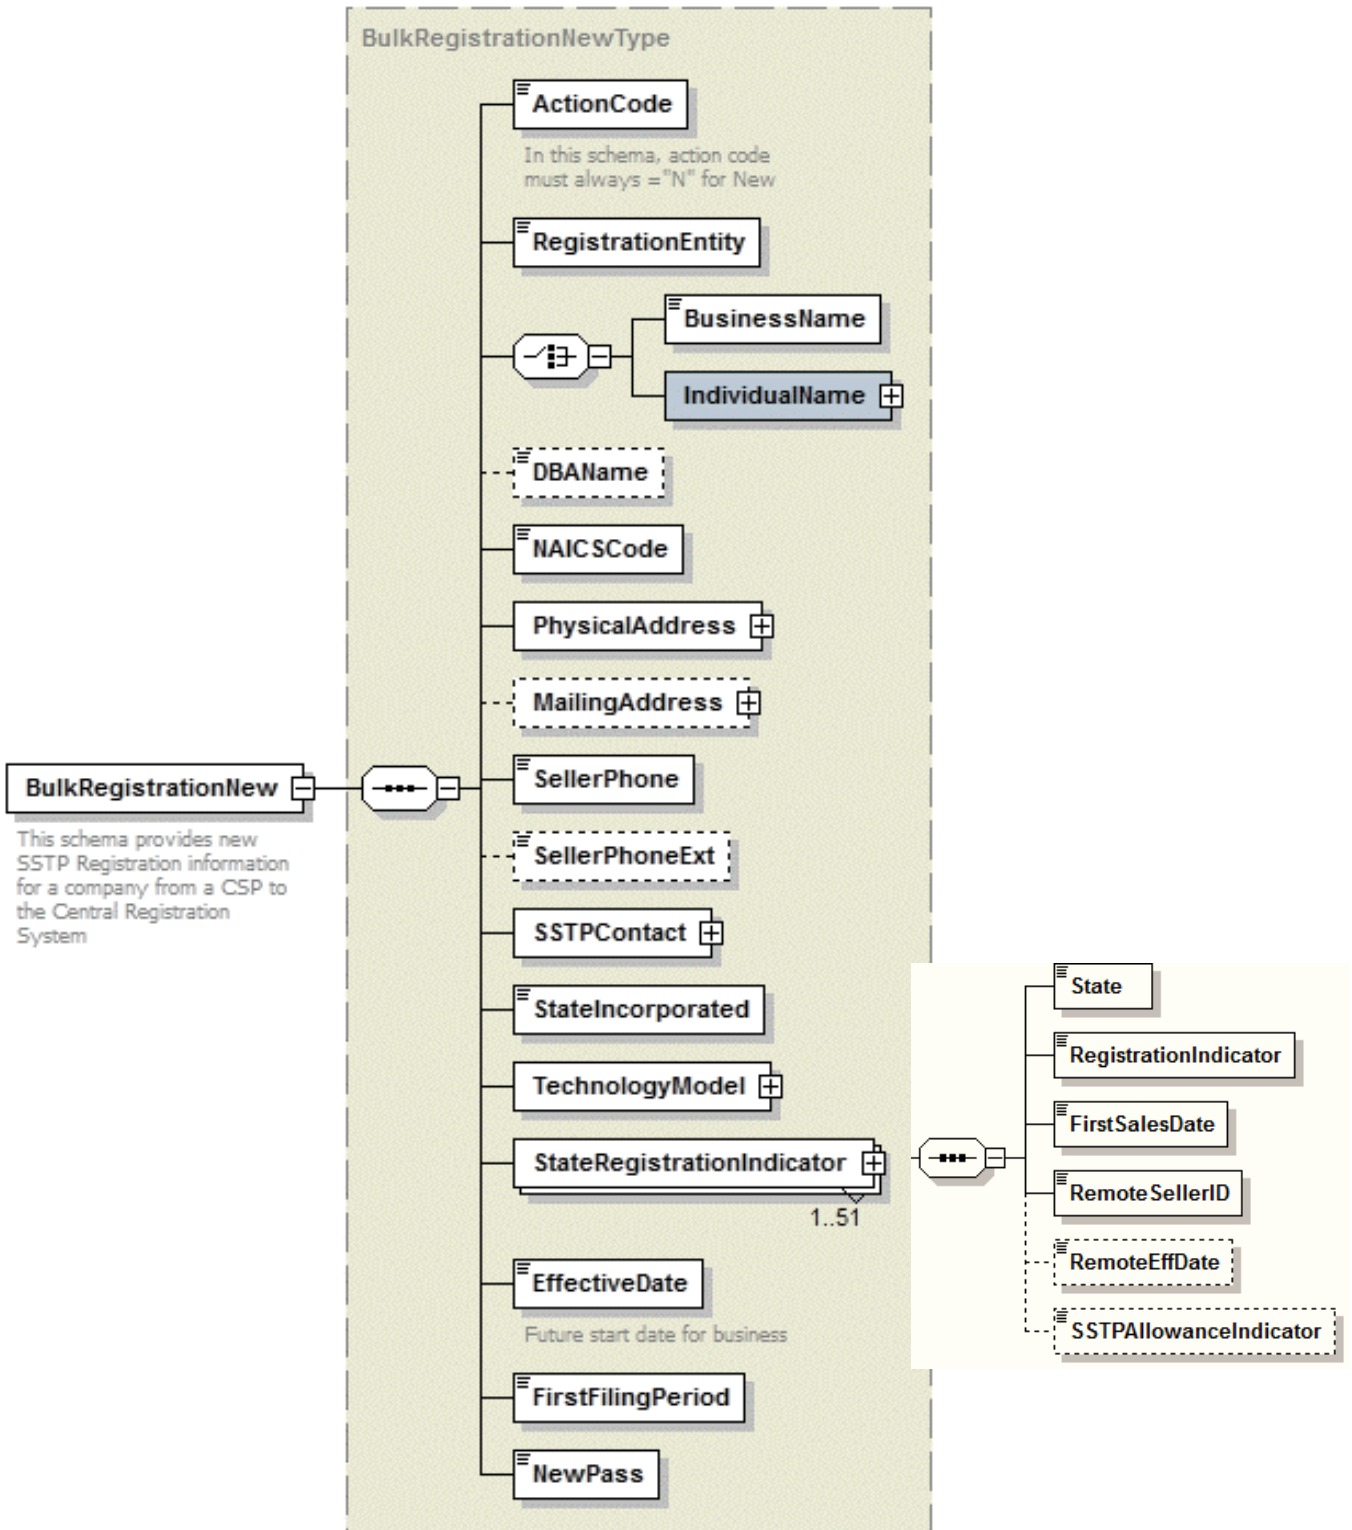 BulkRegistrationNewType
ActionCode
In this schema, action code
must always ="N" for New
RegistrationEntity
BusinessName
IndividualName
DBAName
NAICSCode
PhysicalAddress
MailingAddress
SellerPhone
BulkRegistrationNew
This schema provides new
SSTP Registration information
for a company from a CSP to
the Central Registration
System
SellerPhoneExt
SSTPContact
StateIncorporated
TechnologyModel
StateRegistrationIndicator
1..51
State
RegistrationIndicator
FirstSalesDate
RemoteSellerID
RemoteEffDate
SSTPAllowanceIndicator
EffectiveDate
Future start date for business
FirstFilingPeriod
NewPass